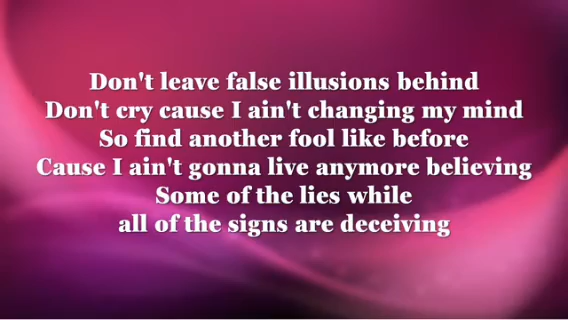 Don't leave false illusions behind
Don't cry cause I ain't changing my mind
So find another fool like before
Cause I ain't gonna live anymore believing
Some of the lies while
all of the signs are deceiving